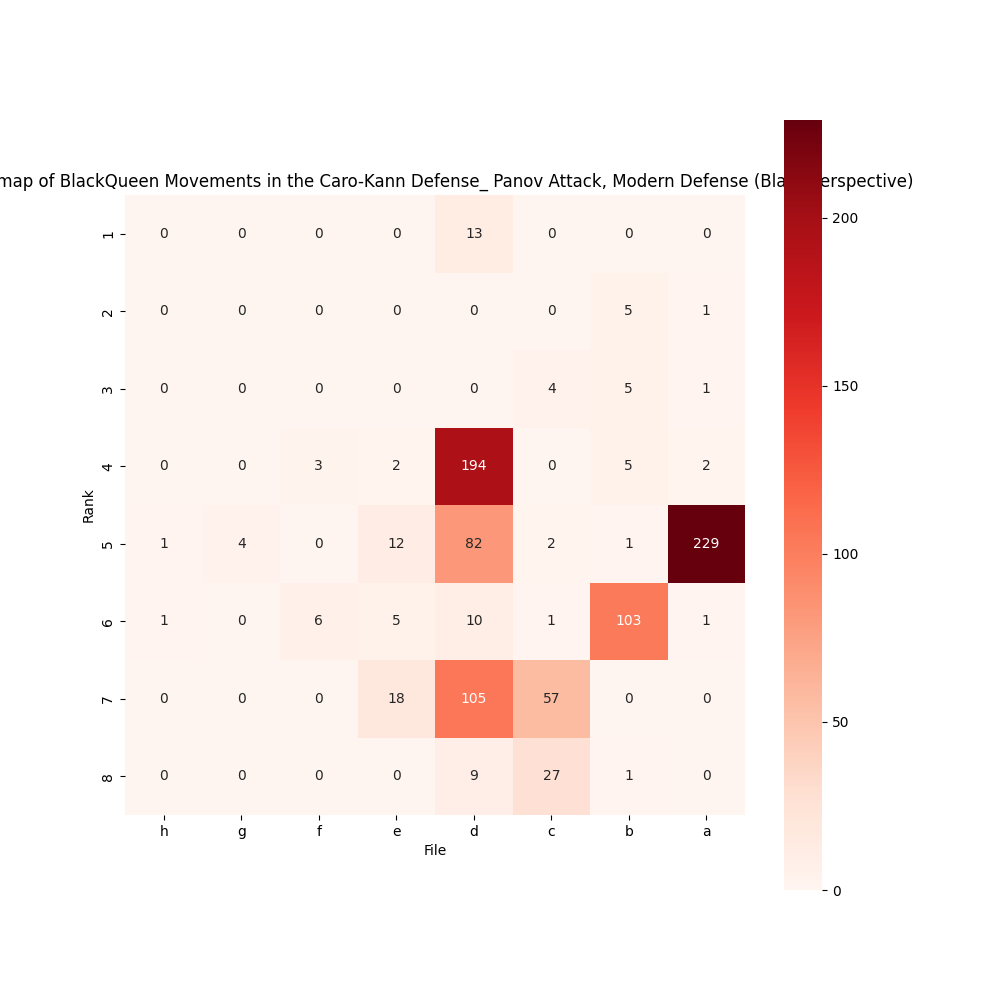 map of BlackQueen Movements in the Caro-Kann Defense_ Panov Attack, Modern Defense (Bla erspective)
1 0 0 0 0 13 0 0 0
2 0 0 0 0 0 0 5 1
3 0 0 0 0 0 4 5 1
4 0 0 3 2 194 0 5 2
5 1 4 0 12 82 2 1 229
6 1 0 6 5 10 1 103 1
7 0 0 0 18 105 57 0 0
8 0 0 0 0 9 27 1 0
h g f e d c b a
File
Rank
200
150
100
50
0